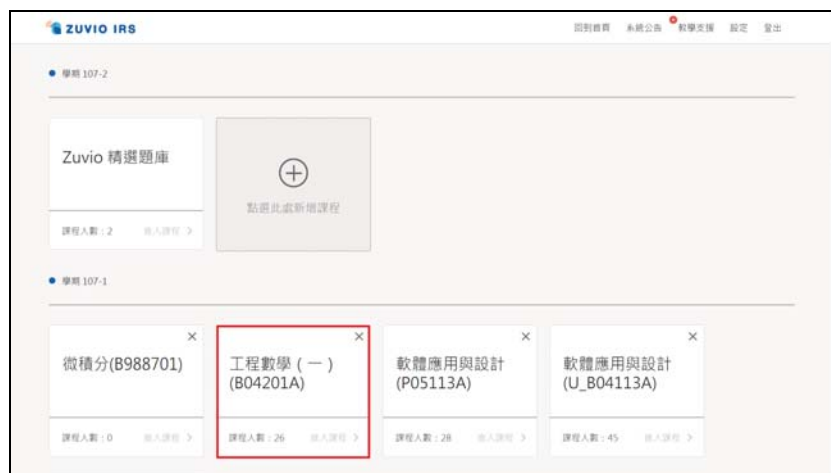 ZUVIO IRS
回到首頁 系統公告 教學支援 設定 登出
學期 107-2
Zuvio 精選題庫
點選此處新增課程
課程人數 : 2 進入課程
學期 107-1
微積分(B988701)
工程數學 ( 一 )
(B04201A)
軟體應用與設計
(P05113A)
軟體應用與設計
(U_B04113A)
課程人數 : 0 進入課程
課程人數 : 26 進入課程
課程人數 : 28 進入課程
課程人數 : 45 進入課程